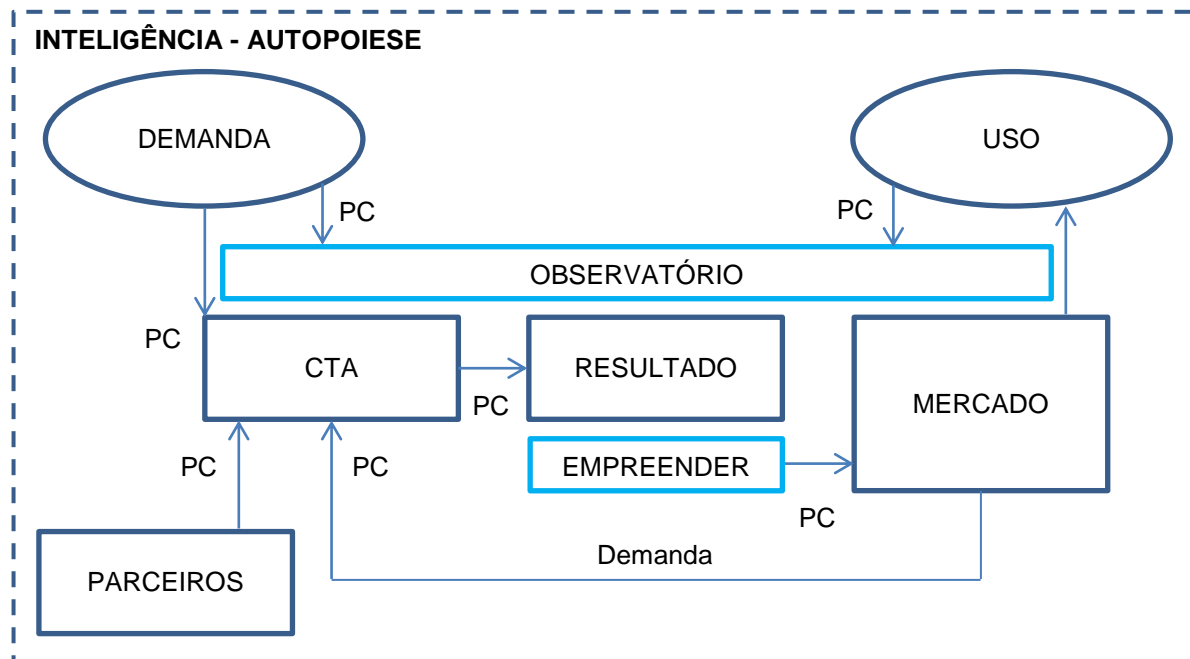 INTELIGÊNCIA - AUTOPOIESE
DEMANDA
USO
PC
PC
OBSERVATÓRIO
PC
CTA
RESULTADO
MERCADO
PC
EMPREENDER
PC
PC
PC
Demanda
PARCEIROS